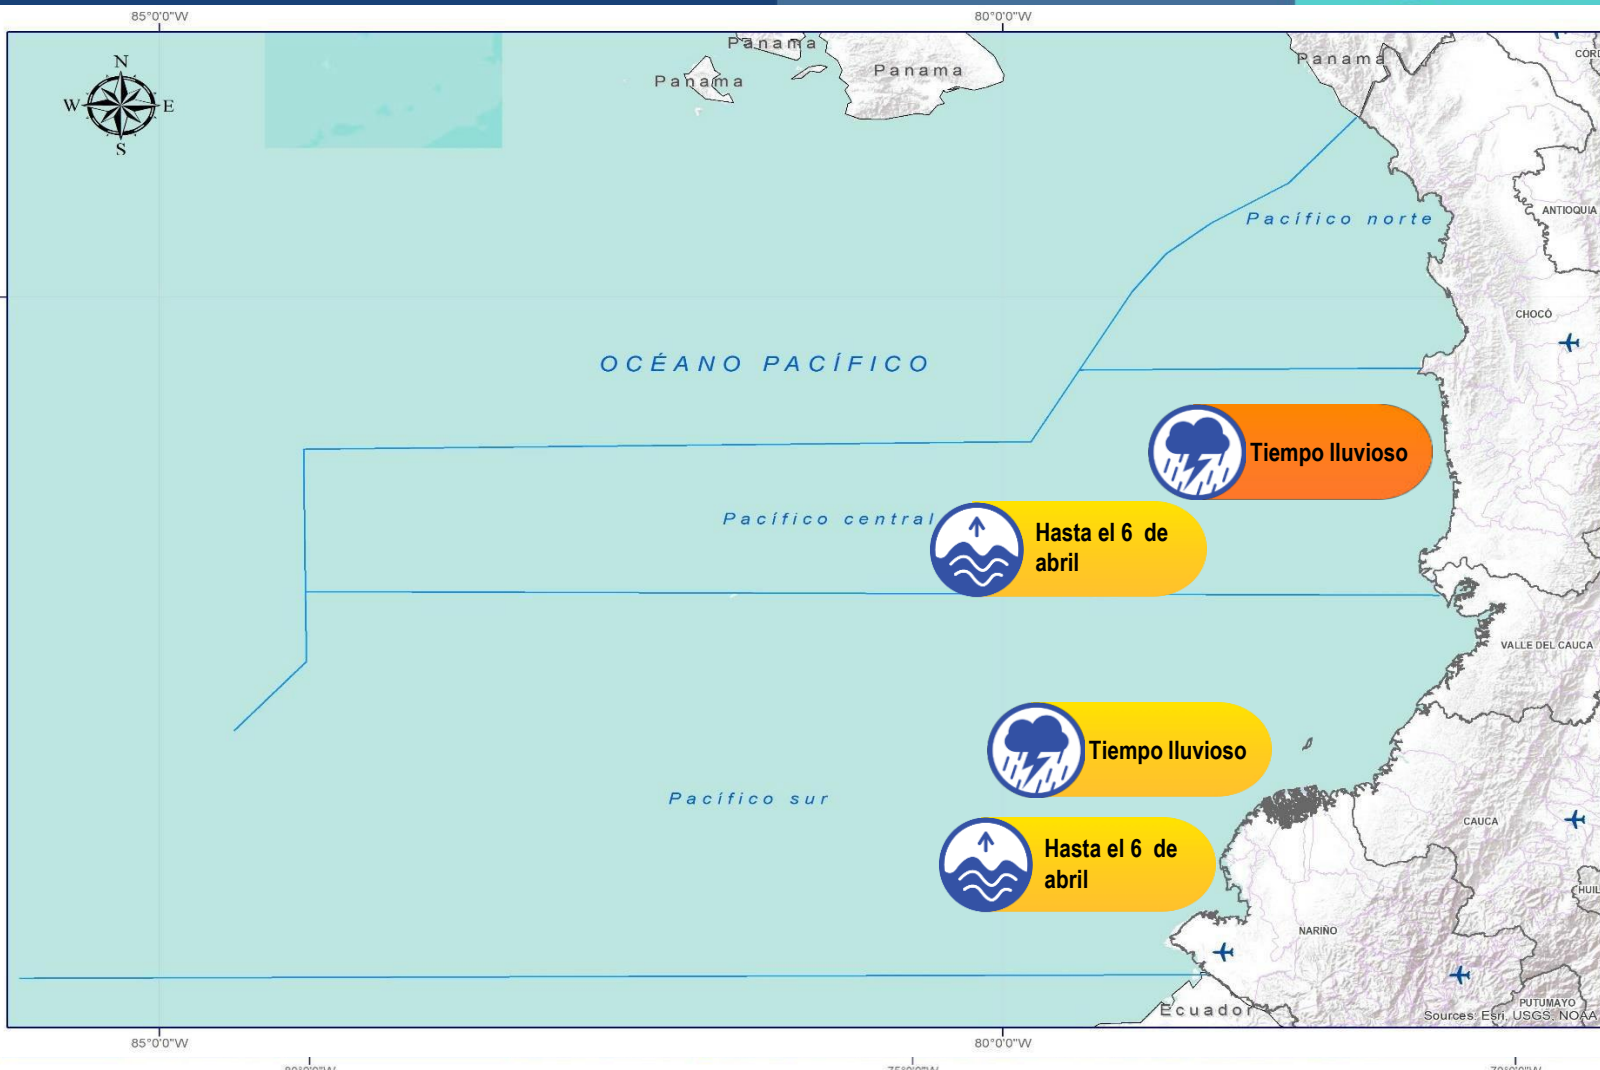 85°0'0"W
80°0'0"W
Panama
Panama
Panama
Panama
N
W
E
S
ANTIOQUIA
Pacífico norte
CHOCÓ
OCÉANO PACÍFICO
Tiempo lluvioso
Pacífico central
Hasta el 6 de
abril
VALLE DEL CAUCA
Tiempo lluvioso
Pacífico sur
CAUCA
Hasta el 6 de
abril
NARIÑO
PUTUMAYO
Ecuador
Sources: Esri, USGS, NOAA
85°0'0"W
80°0'0"W